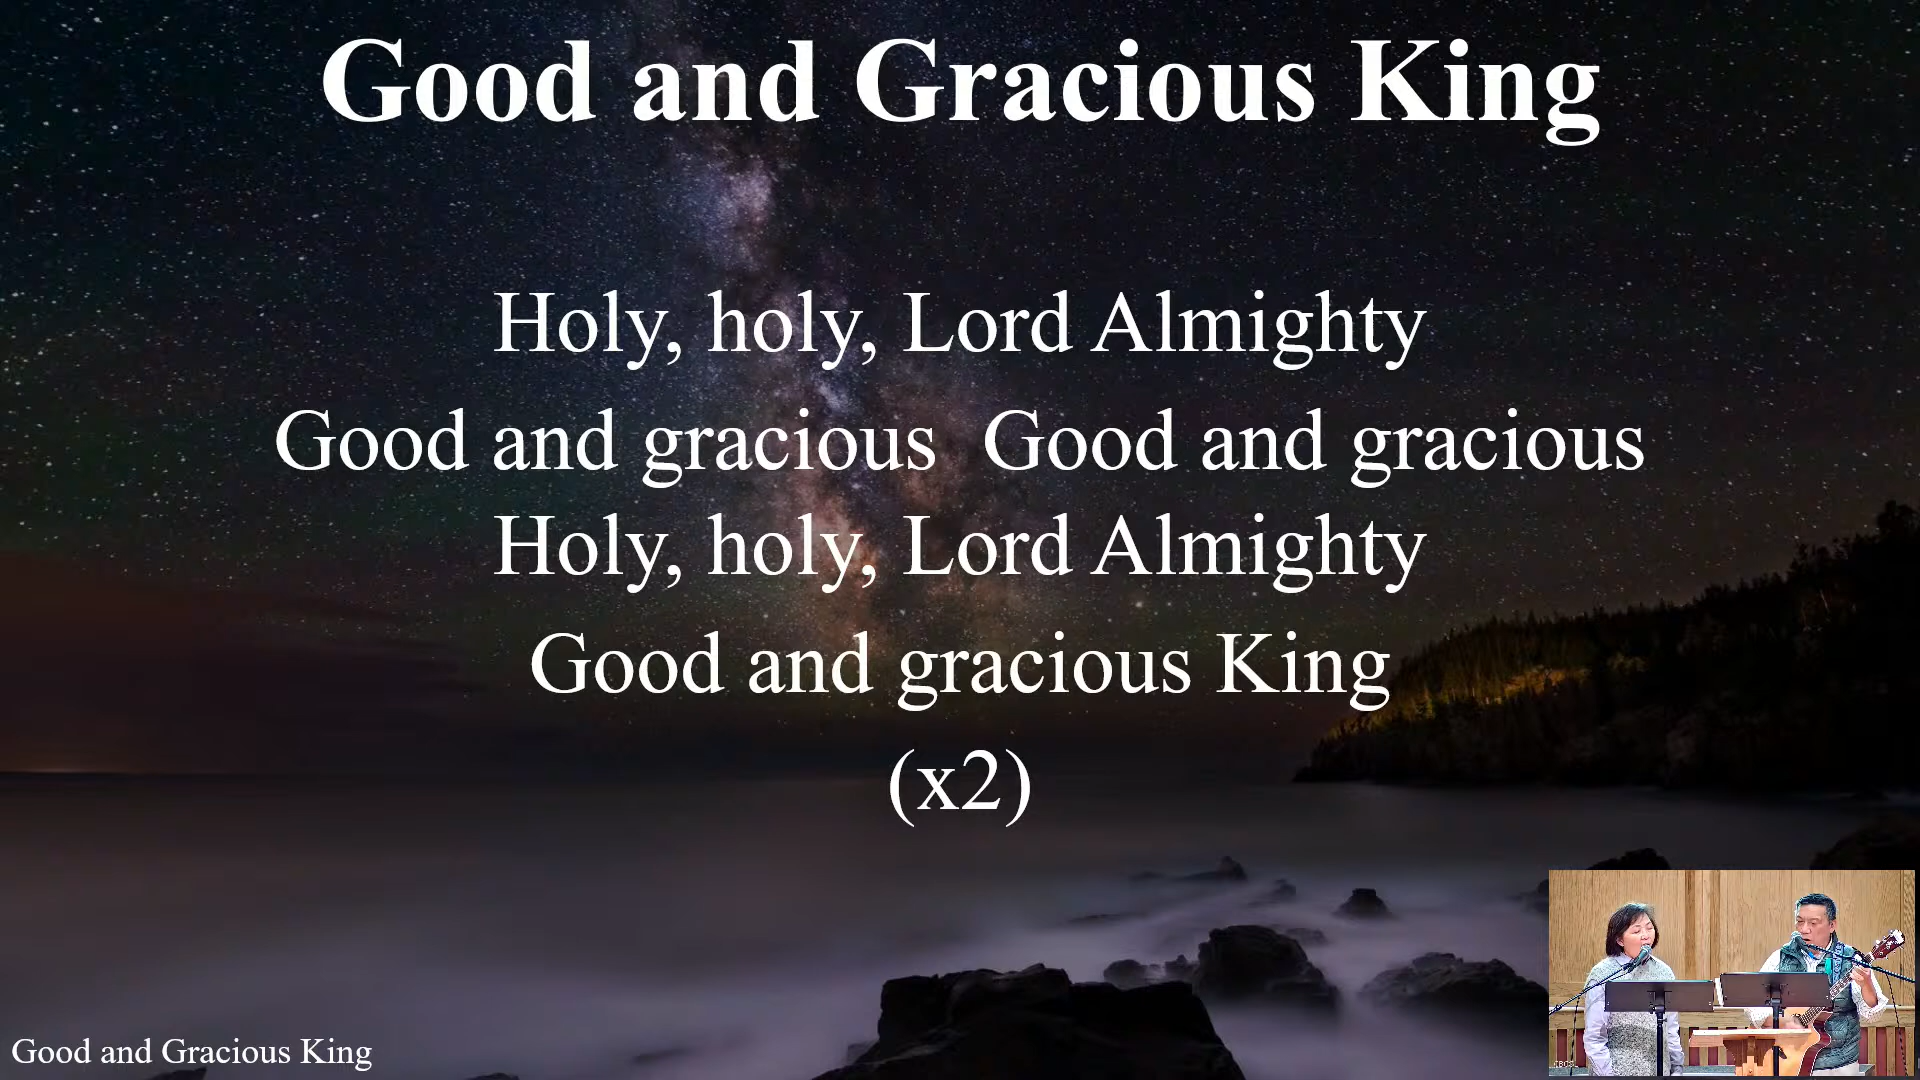 Good and Gracious King
Holy, holy, Lord Almighty
Good and gracious  Good and gracious
Holy, holy, Lord Almighty
Good and gracious King
(x2)
Good and Gracious King